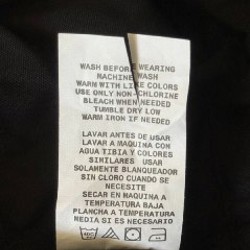 WASH BEFORE WEARING
MACHINE WASH
WARM WITH LIKE COLORS
USE ONLY NON-CHLORINE
BLEACH WHEN NEEDED
TUMBLE DRY LOW
WARM IRON IF NEEDED
LAVAR ANTES DE USAR
LAVAR A MAQUINA CON
AGUA TIBIA Y COLORES
SIMILARES USAR
SOLAMENTE BLANQUEADOR
SIN CLORO CUANDO SE
NECESITE
SECAR EN MAQUINA A
TEMPERATURA BAJA
PLANCHA A TEMPERATURA
MEDIA SI ES NECESARIO